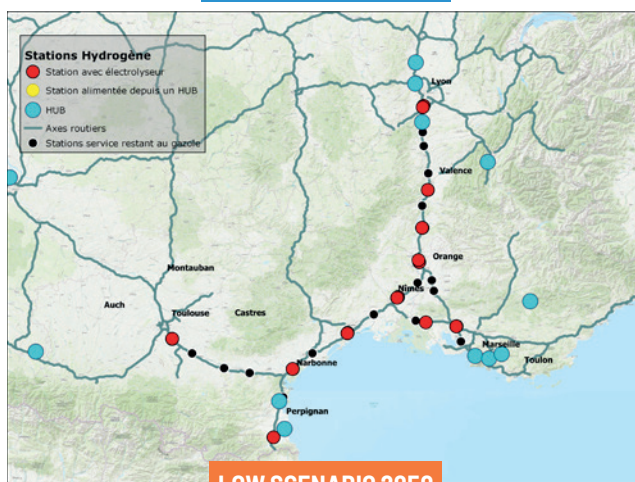 Stations Hydrogène
Station avec électrolyseur
Station alimentée depuis un HUB
HUB
Axes routiers
Stations service restant au gazole
Lyon
Valence
Orange
Montauban
Nîmes
Auch
Toulouse
Castres
Marseille
Toulon
Narbonne
Perpignan